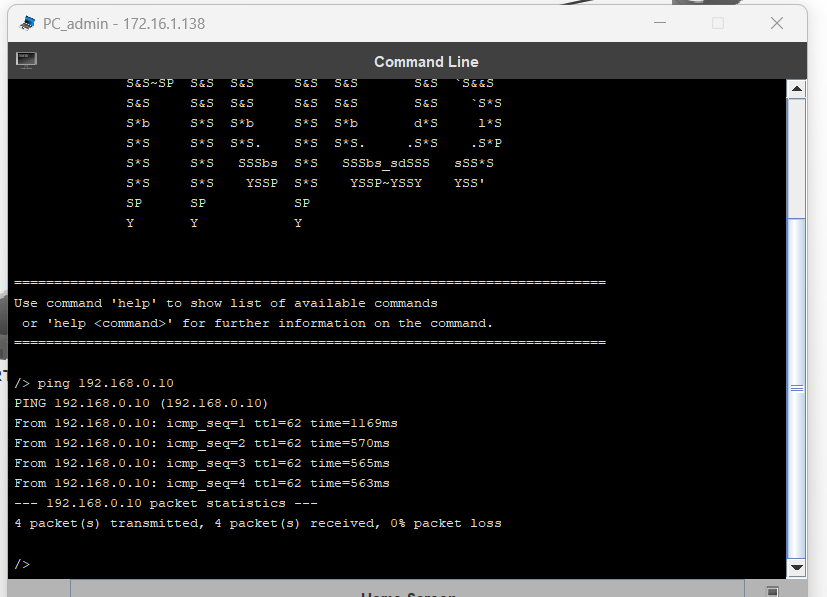 PC_admin - 172.16.1.138
Command Line
S&S~SP  S&S  S&S     S&S  S&S       S&S  `S&&S
S&S     S&S  S&S     S&S  S&S       S&S    `S*S
S*b     S*S  S*b     S*S  S*b       d*S     l*S
S*S     S*S  S*S.    S*S  S*S.     .S*S    .S*P
S*S     S*S   SSSbs  S*S   SSSbs_sdSSS   sSS*S
S*S     S*S    YSSP  S*S    YSSP~YSSY    YSS'
SP      SP           SP
Y       Y            Y
==========================================================================
Use command 'help' to show list of available commands
or 'help <command>' for further information on the command.
==========================================================================
/> ping 192.168.0.10
PING 192.168.0.10 (192.168.0.10)
From 192.168.0.10: icmp_seq=1 ttl=62 time=1169ms
From 192.168.0.10: icmp_seq=2 ttl=62 time=570ms
From 192.168.0.10: icmp_seq=3 ttl=62 time=565ms
From 192.168.0.10: icmp_seq=4 ttl=62 time=563ms
--- 192.168.0.10 packet statistics ---
4 packet(s) transmitted, 4 packet(s) received, 0% packet loss
/>